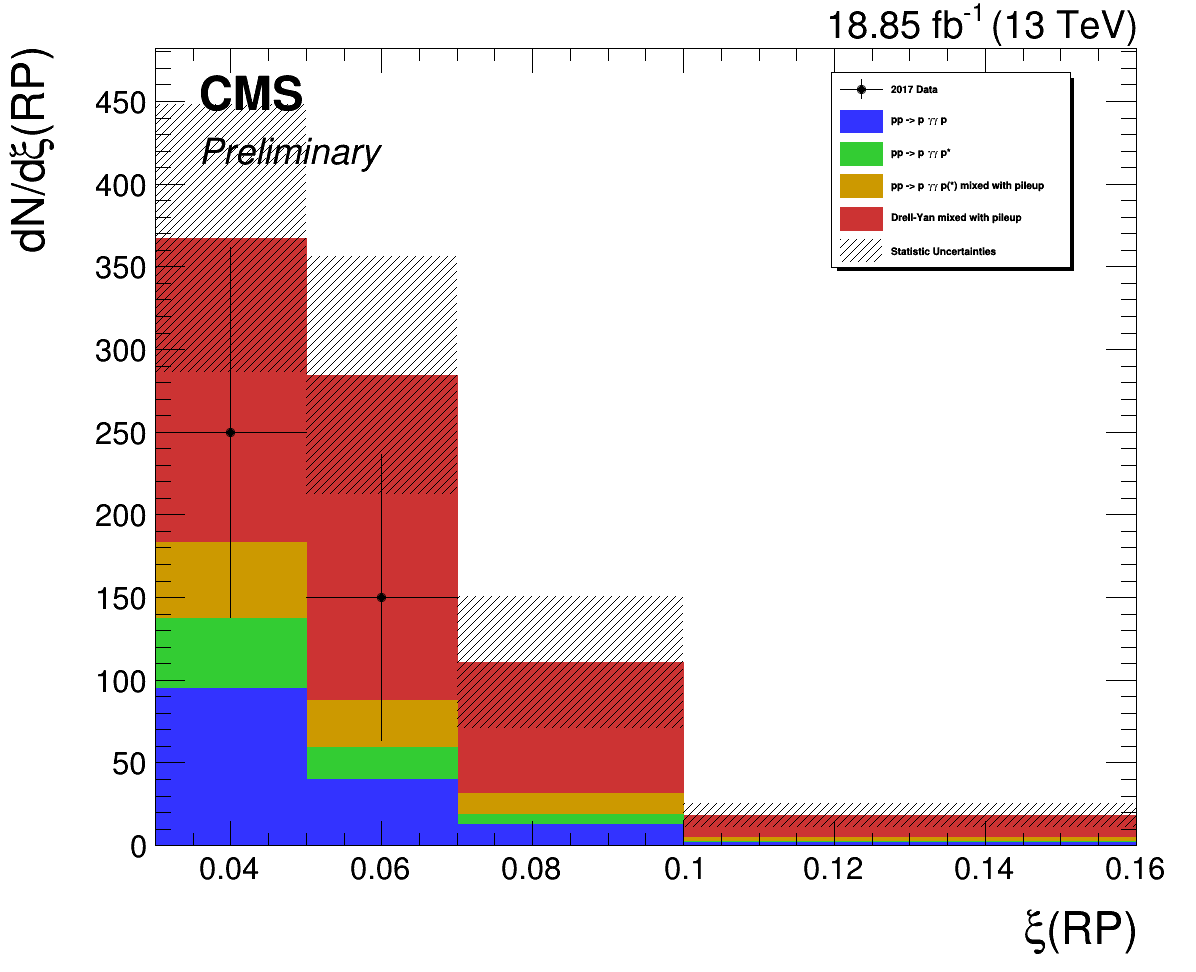 18.85 fb⁻¹ (13 TeV)
dN/dξ(RP)
CMS
Preliminary
2017 Data
pp -> p γγ p
pp -> p γγ p*
pp -> p γγ p(*) mixed with pileup
Drell-Yan mixed with pileup
Statistic Uncertainties
450
400
350
300
250
200
150
100
50
0
0.04 0.06 0.08 0.1 0.12 0.14 0.16
ξ(RP)